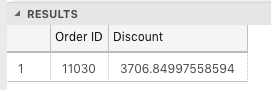 RESULTS
Order ID Discount
1 11030 3706.84997558594